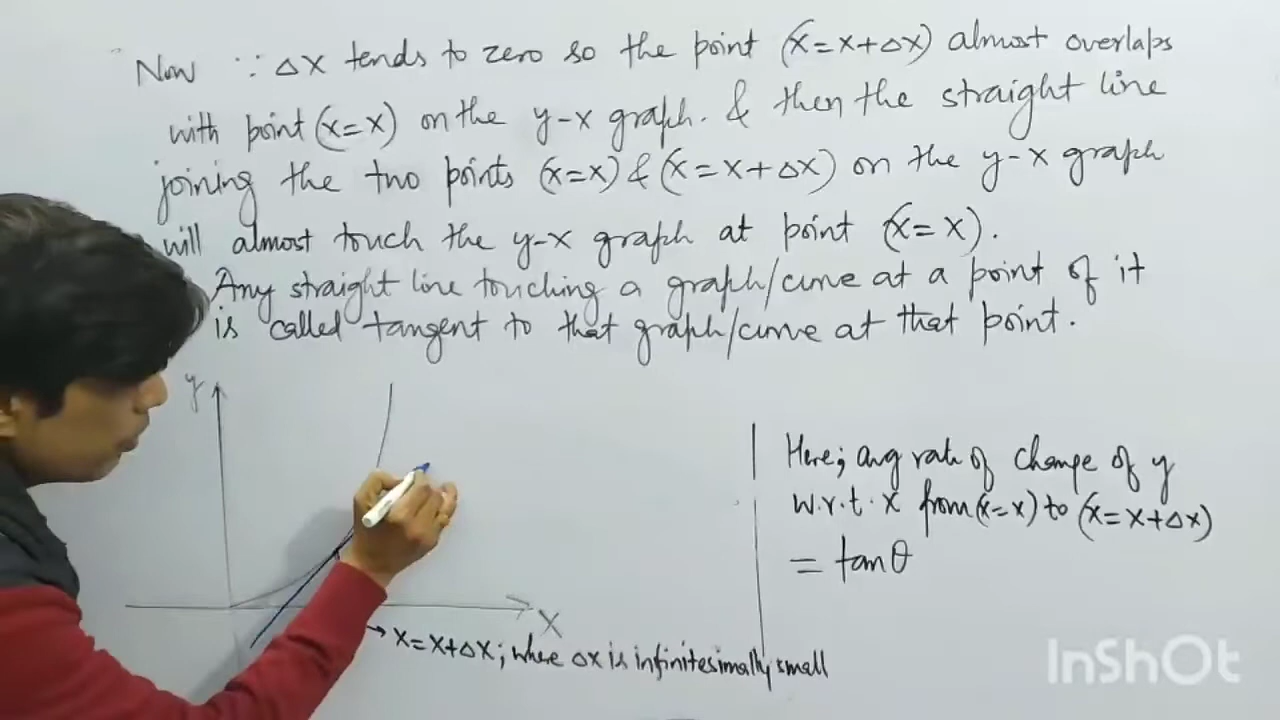 Now ∵ Δx tends to zero so the point (x=x+Δx) almost overlaps
with point (x=x) on the y-x graph. & then the straight line
joining the two points (x=x) & (x=x+Δx) on the y-x graph
will almost touch the y-x graph at point (x=x).
Any straight line touching a graph/curve at a point of it
is called tangent to that graph/curve at that point.
y
X
→ x=x+Δx; where Δx is infinitesimally small
Here; avg rate of change of y
w.r.t. x from (x=x) to (x=x+Δx)
= tanθ
InShOt